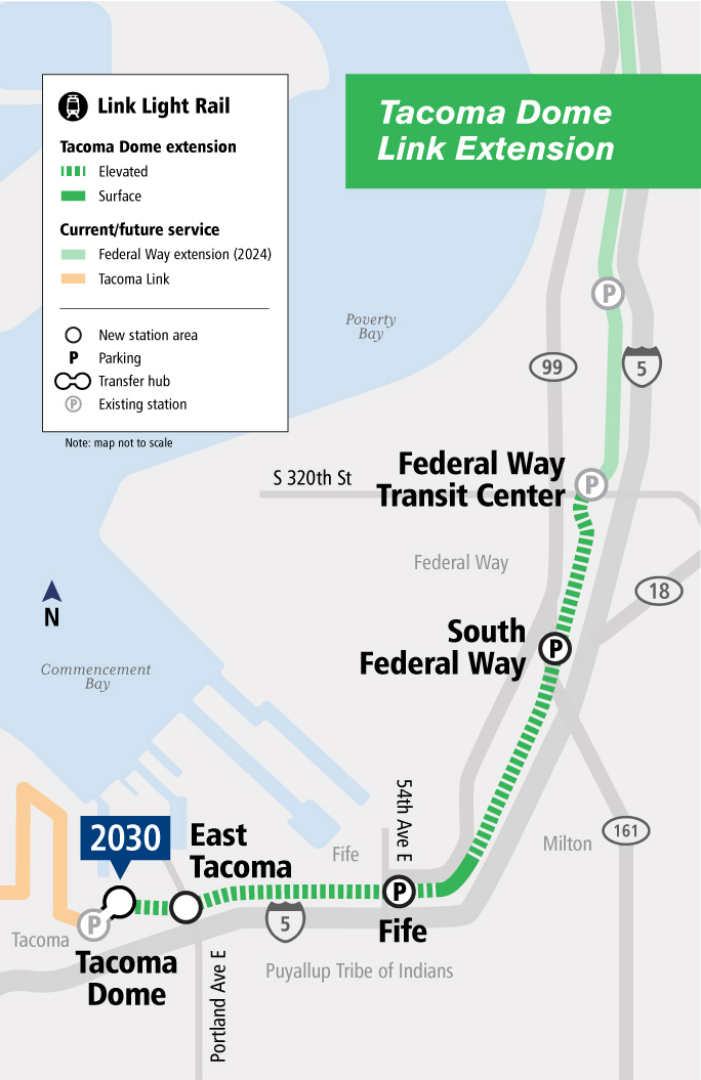 Tacoma Dome
Link Extension
Link Light Rail
Tacoma Dome extension
Elevated
Surface
Current/future service
Federal Way extension (2024)
Tacoma Link
New station area
P
Parking
Transfer hub
P
Existing station
Note: map not to scale
Poverty
Bay
P
99
5
Federal Way
Transit Center
P
S 320th St
Federal Way
18
N
South
Federal Way
P
Commencement
Bay
54th Ave E
2030
East
Tacoma
Fife
Milton
161
P
Fife
5
P
Tacoma
Tacoma
Dome
Portland Ave E
Puyallup Tribe of Indians